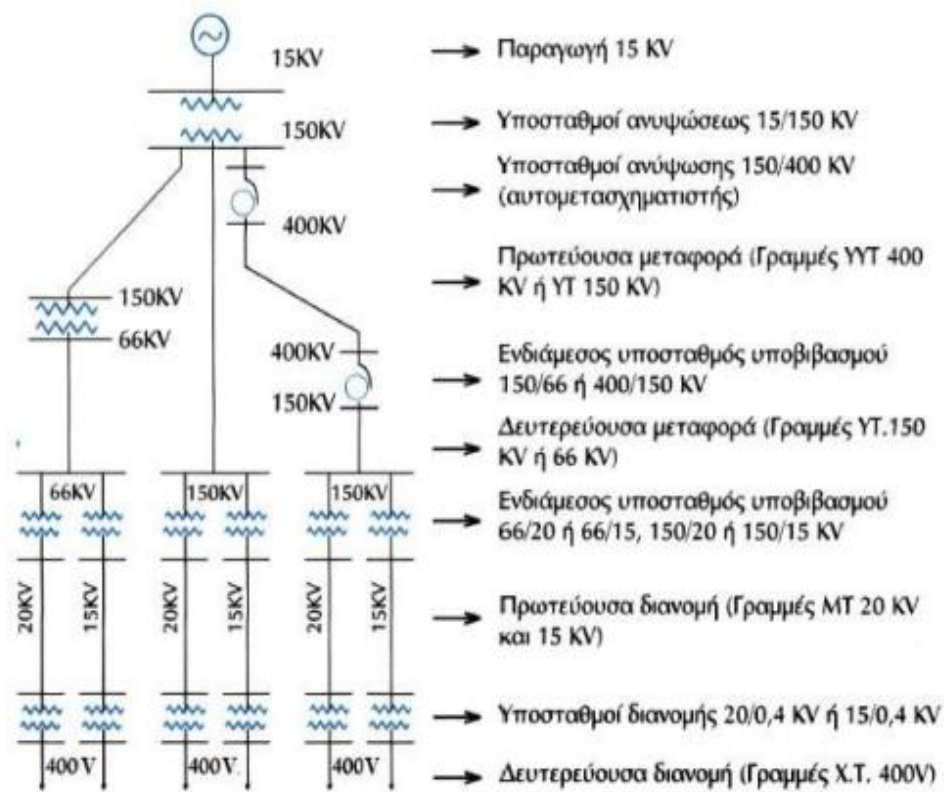 15KV
Παραγωγή 15 KV
150KV
Υποσταθμοί ανυψώσεως 15/150 KV
Υποσταθμοί ανύψωσης 150/400 KV
(αυτομετασχηματιστής)
400KV
Πρωτεύουσα μεταφορά (Γραμμές ΥΥΤ 400
KV ή ΥΤ 150 KV)
150KV
66KV
400KV
150KV
Ενδιάμεσος υποσταθμός υποβιβασμού
150/66 ή 400/150 KV
Δευτερεύουσα μεταφορά (Γραμμές ΥΤ.150
KV ή 66 KV)
66KV 150KV 150KV
Ενδιάμεσος υποσταθμός υποβιβασμού
66/20 ή 66/15, 150/20 ή 150/15 KV
20KV 15KV 20KV 15KV 20KV 15KV
Πρωτεύουσα διανομή (Γραμμές ΜΤ 20 KV
και 15 KV)
Υποσταθμοί διανομής 20/0,4 KV ή 15/0,4 KV
400V 400V 400V
Δευτερεύουσα διανομή (Γραμμές Χ.Τ. 400V)